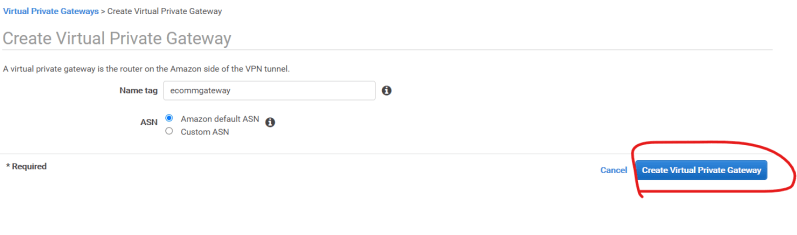 Virtual Private Gateways > Create Virtual Private Gateway
Create Virtual Private Gateway
A virtual private gateway is the router on the Amazon side of the VPN tunnel.
Name tag ecommgateway
ASN Amazon default ASN
Custom ASN
* Required
Cancel Create Virtual Private Gateway